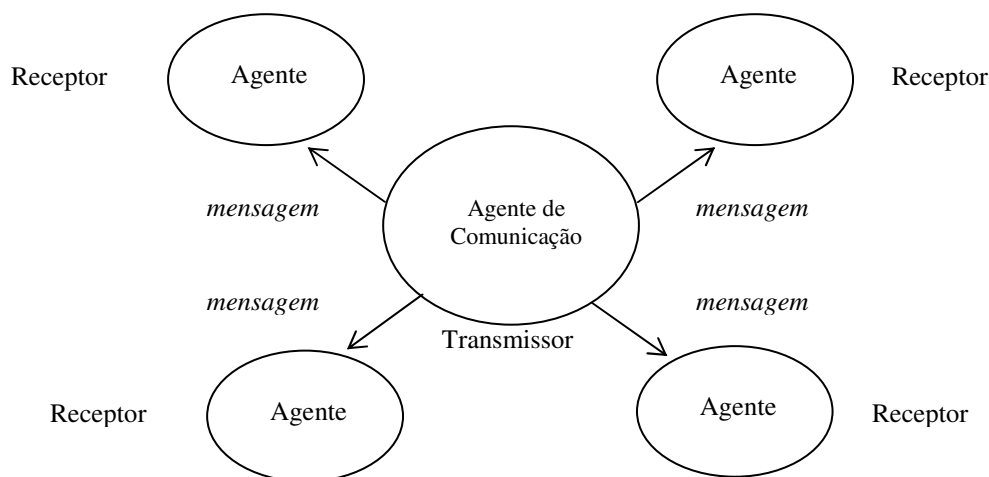 Receptor
Agente
Agente
Receptor
mensagem
Agente de
Comunicação
mensagem
mensagem
mensagem
Transmissor
Receptor
Agente
Agente
Receptor